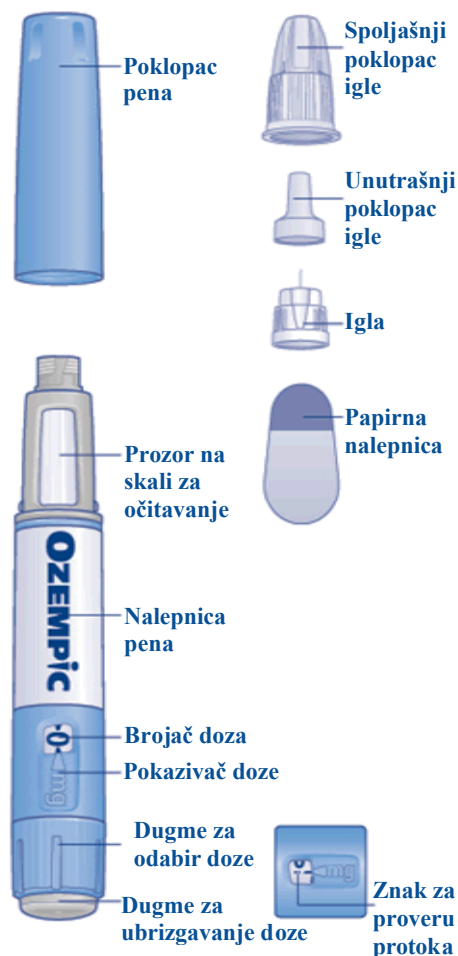 Poklopac
pena
Spoljašnji
poklopac
igle
Unutrašnji
poklopac
igle
Igla
Papirna
nalepnica
Prozor na
skali za
očitavanje
OZEMPIC
Nalepnica
pena
0
Brojač doza
mg
Pokazivač doze
Dugme za
odabir doze
Dugme za
ubrizgavanje doze
mg
Znak za
proveru
protoka